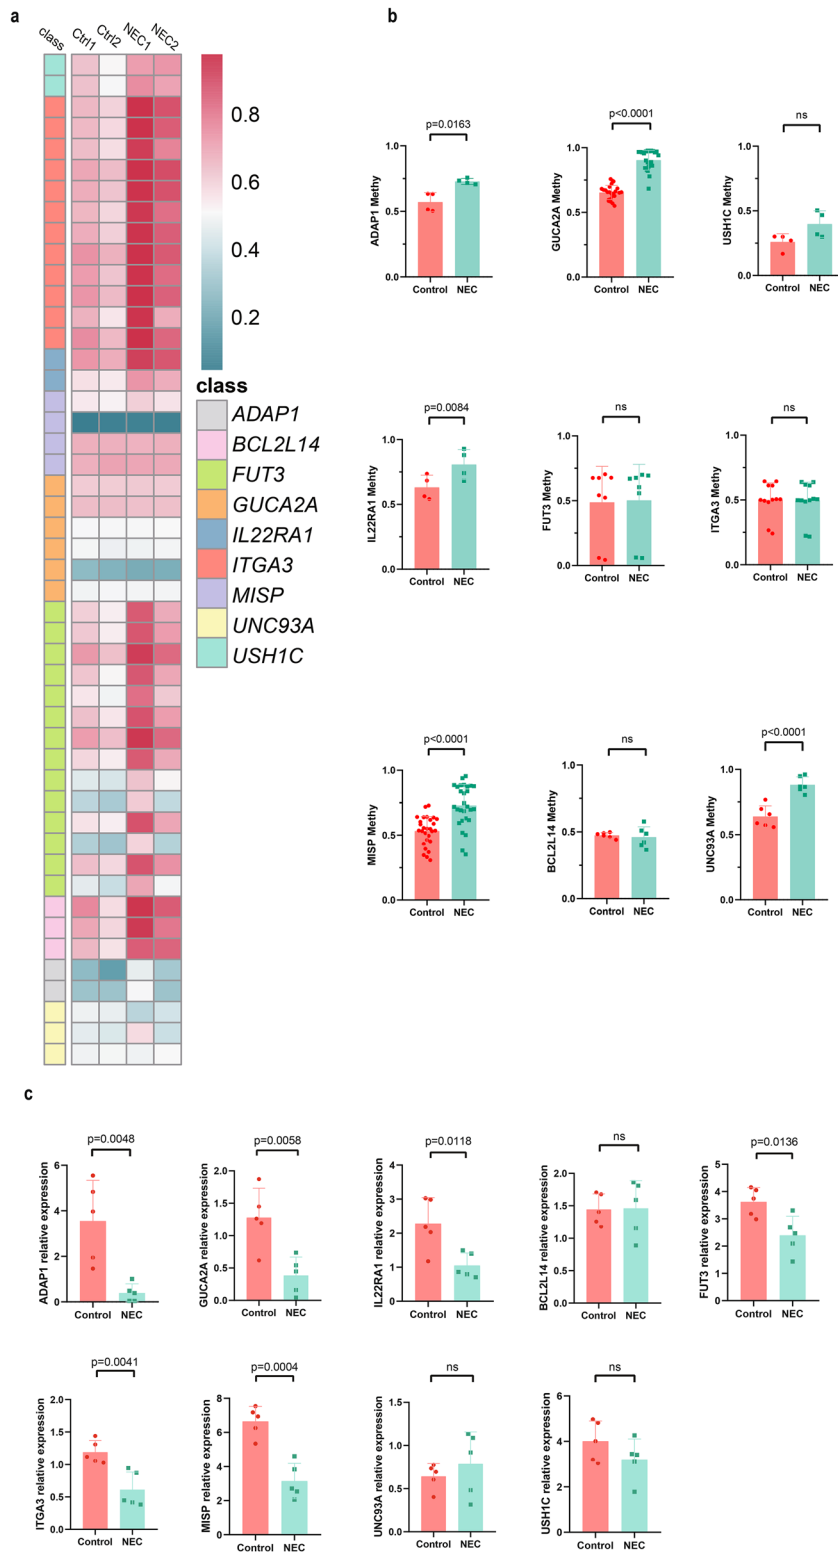 a
class
Ctrl1
Ctrl2
NEC1
NEC2
0.8
0.6
0.4
0.2
class
ADAP1
BCL2L14
FUT3
GUCA2A
IL22RA1
ITGA3
MISP
UNC93A
USH1C
b
p=0.0163
ADAP1 Methy
1.0
0.5
0.0
Control NEC
p<0.0001
GUCA2A Methy
1.0
0.5
0.0
Control NEC
ns
USH1C Methy
1.0
0.5
0.0
Control NEC
p=0.0084
IL22RA1 Methy
1.0
0.5
0.0
Control NEC
ns
FUT3 Methy
1.0
0.5
0.0
Control NEC
ns
ITGA3 Methy
1.0
0.5
0.0
Control NEC
p<0.0001
MISP Methy
1.0
0.5
0.0
Control NEC
ns
BCL2L14 Methy
1.0
0.5
0.0
Control NEC
p<0.0001
UNC93A Methy
1.0
0.5
0.0
Control NEC
c
p=0.0048
ADAP1 relative expression
6
4
2
0
Control NEC
p=0.0058
GUCA2A relative expression
2.0
1.5
1.0
0.5
0.0
Control NEC
p=0.0118
IL22RA1 relative expression
4
3
2
1
0
Control NEC
ns
BCL2L14 relative expression
2.0
1.5
1.0
0.5
0.0
Control NEC
p=0.0136
FUT3 relative expression
5
4
3
2
1
0
Control NEC
p=0.0041
ITGA3 relative expression
2.0
1.5
1.0
0.5
0.0
Control NEC
p=0.0004
MISP relative expression
8
6
4
2
0
Control NEC
ns
UNC93A relative expression
1.5
1.0
0.5
0.0
Control NEC
ns
USH1C relative expression
6
4
2
0
Control NEC